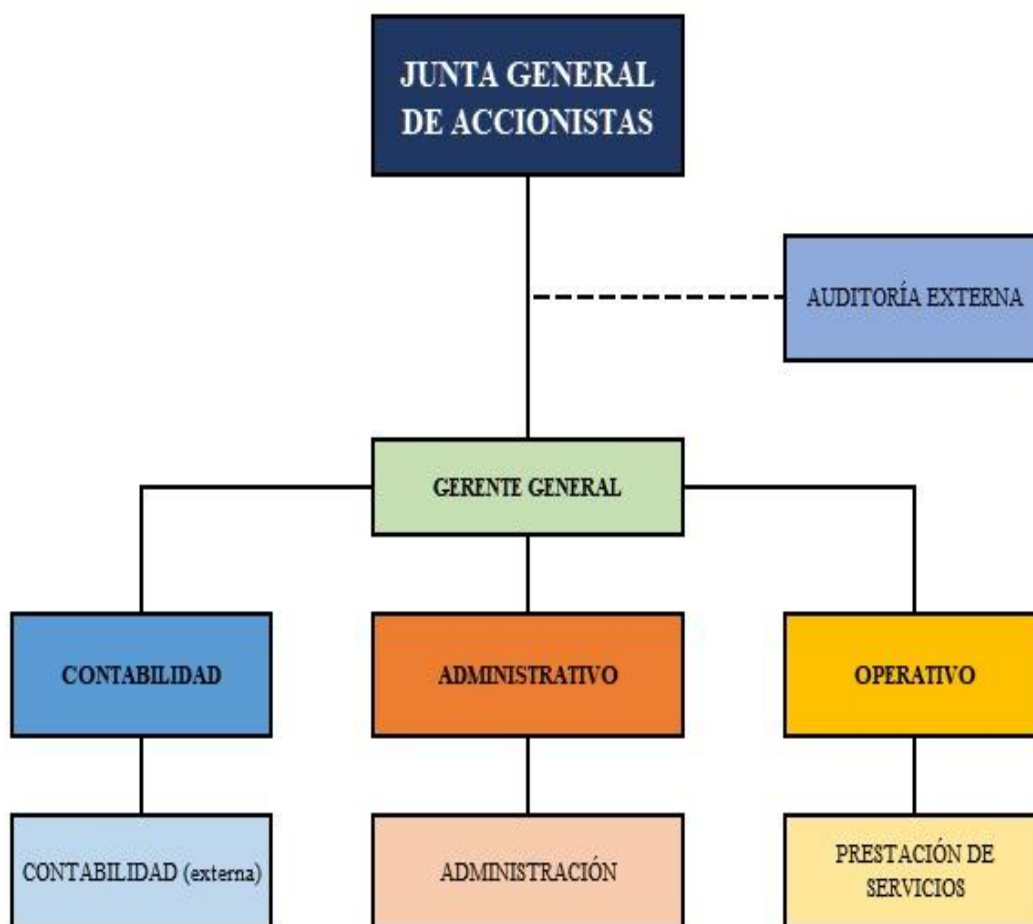 JUNTA GENERAL
DE ACCIONISTAS
AUDITORÍA EXTERNA
GERENTE GENERAL
CONTABILIDAD
ADMINISTRATIVO
OPERATIVO
CONTABILIDAD (externa)
ADMINISTRACIÓN
PRESTACIÓN DE
SERVICIOS